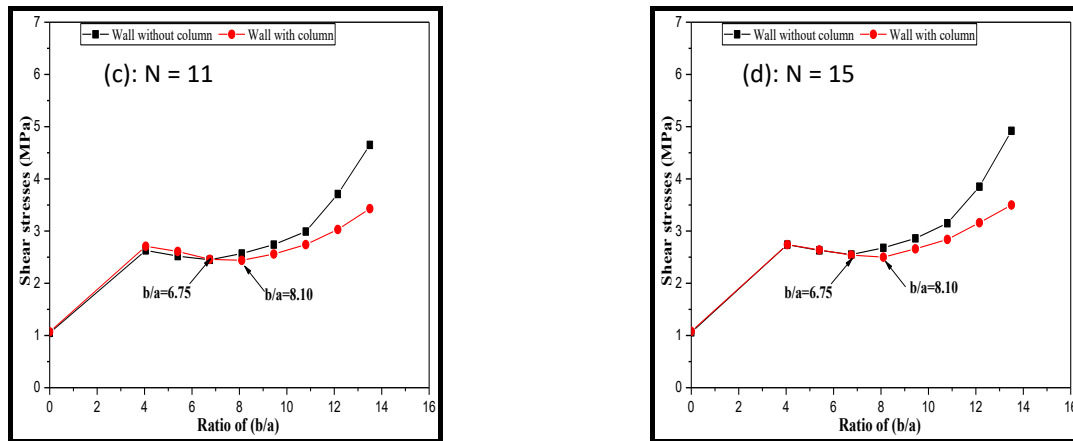 Wall without column Wall with column
(c): N = 11
7
6
5
4
3
2
1
0
Shear stresses (MPa)
b/a=6.75
b/a=8.10
0 2 4 6 8 10 12 14 16
Ratio of (b/a)
Wall without column Wall with column
(d): N = 15
7
6
5
4
3
2
1
0
Shear stresses (MPa)
b/a=6.75
b/a=8.10
0 2 4 6 8 10 12 14 16
Ratio of (b/a)